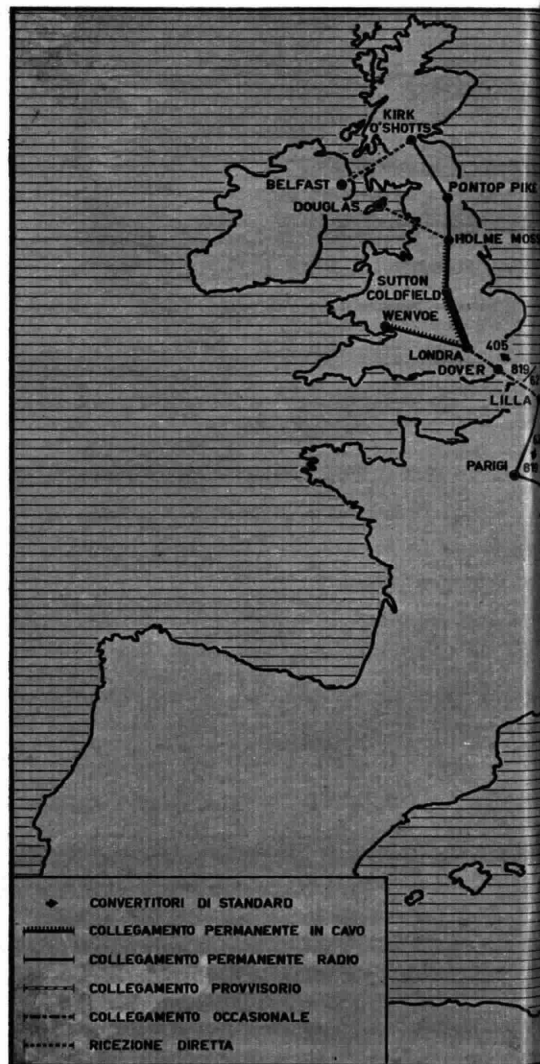 KIRK
O'SHOTTS
BELFAST
PONTOP PIKE
DOUGLAS
HOLME MOSS
SUTTON
COLDFIELD
WENVOE
405
LONDRA
DOVER
819
LILLA
PARIGI
819
CONVERTITORI DI STANDARD
COLLEGAMENTO PERMANENTE IN CAVO
COLLEGAMENTO PERMANENTE RADIO
COLLEGAMENTO PROVVISORIO
COLLEGAMENTO OCCASIONALE
RICEZIONE DIRETTA